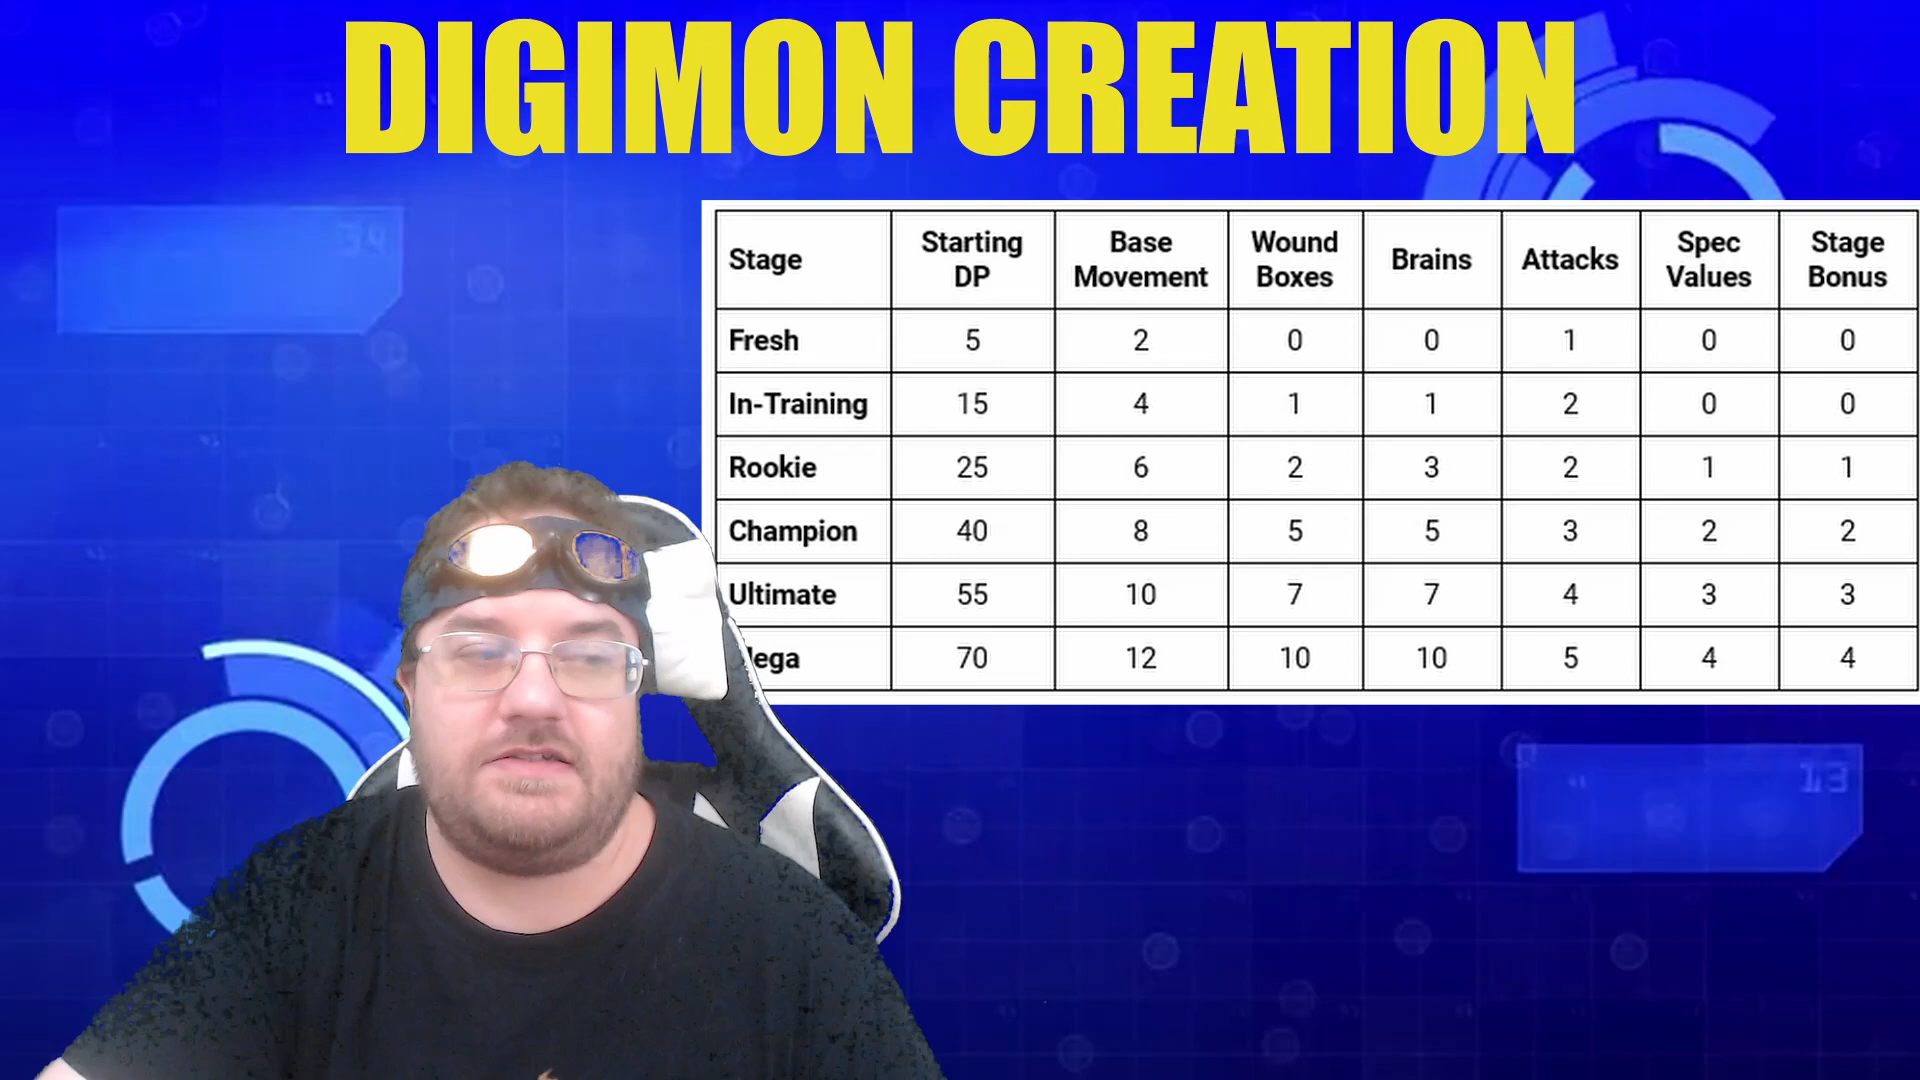 DIGIMON CREATION
Stage Starting DP Base Movement Wound Boxes Brains Attacks Spec Values Stage Bonus
Fresh 5 2 0 0 1 0 0
In-Training 15 4 1 1 2 0 0
Rookie 25 6 2 3 2 1 1
Champion 40 8 5 5 3 2 2
Ultimate 55 10 7 7 4 3 3
lega 70 12 10 10 5 4 4
34
13